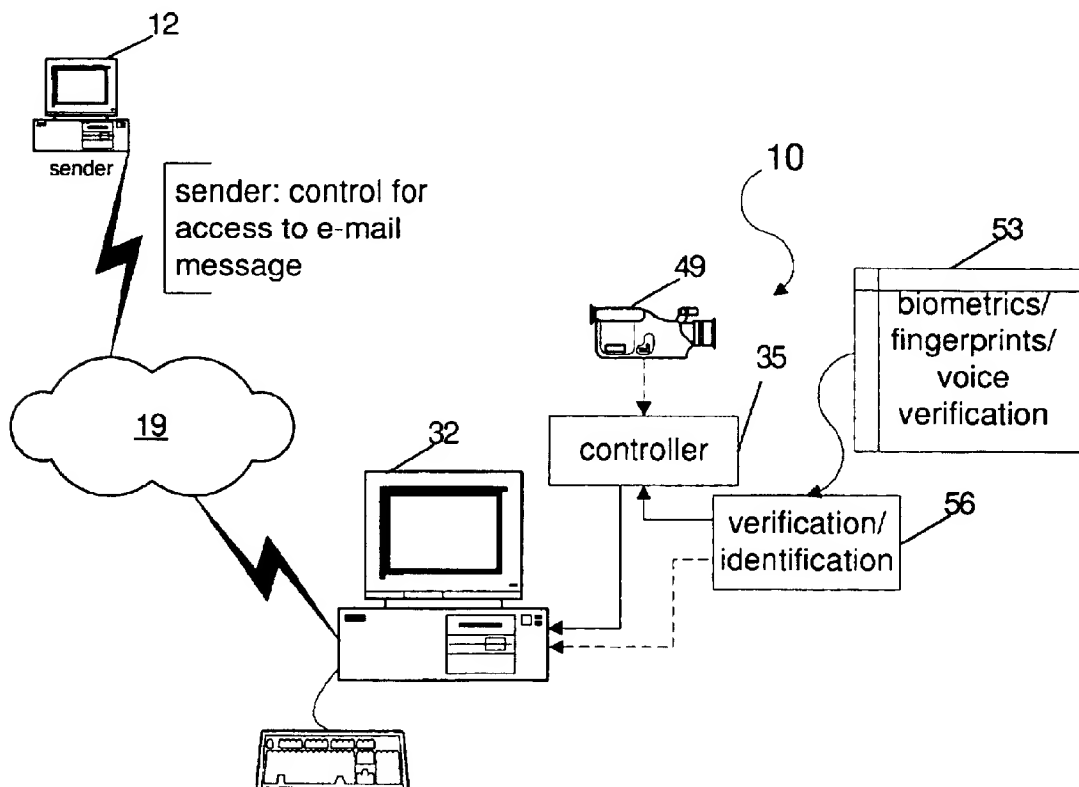 12
sender
sender: control for
access to e-mail
message
10
49
53
biometrics/
fingerprints/
voice
verification
35
controller
19
32
56
verification/
identification